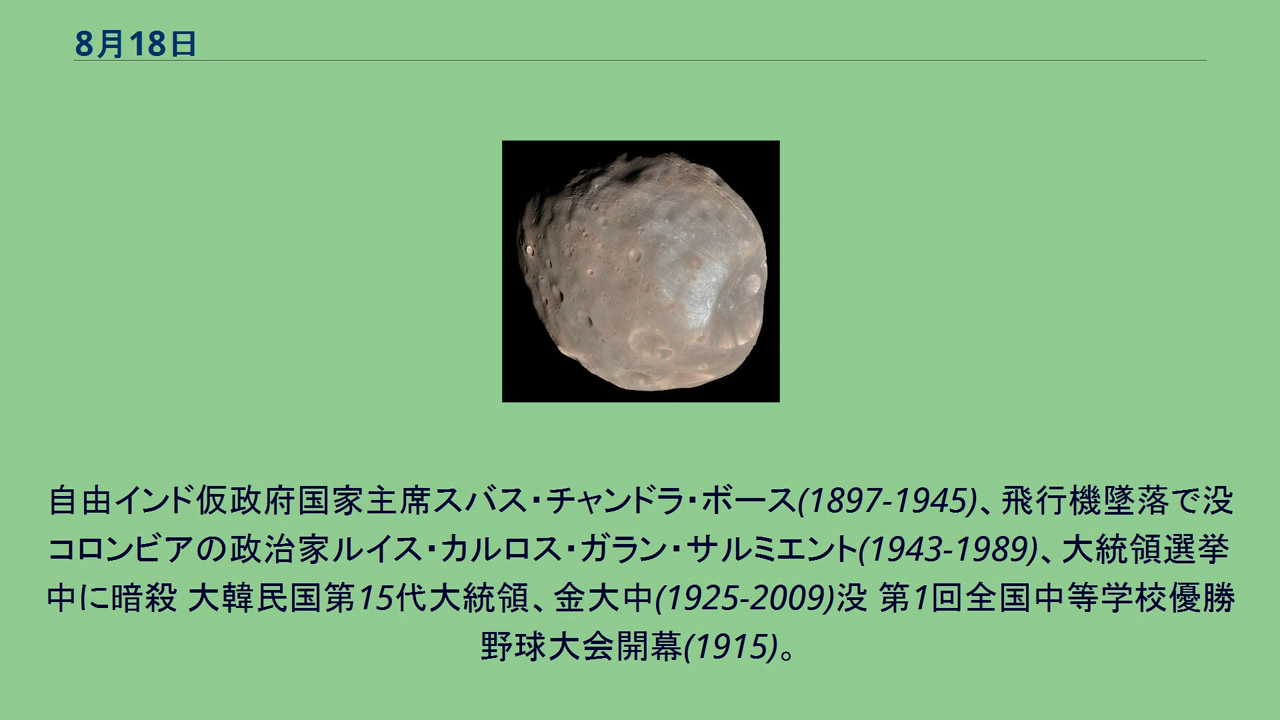 8月18日
自由インド仮政府国家主席スバス・チャンドラ・ボース(1897-1945)、飛行機墜落で没
コロンビアの政治家ルイス・カルロス・ガラン・サルミエント(1943-1989)、大統領選挙
中に暗殺 大韓民国第15代大統領、金大中(1925-2009)没 第1回全国中等学校優勝
野球大会開幕(1915)。